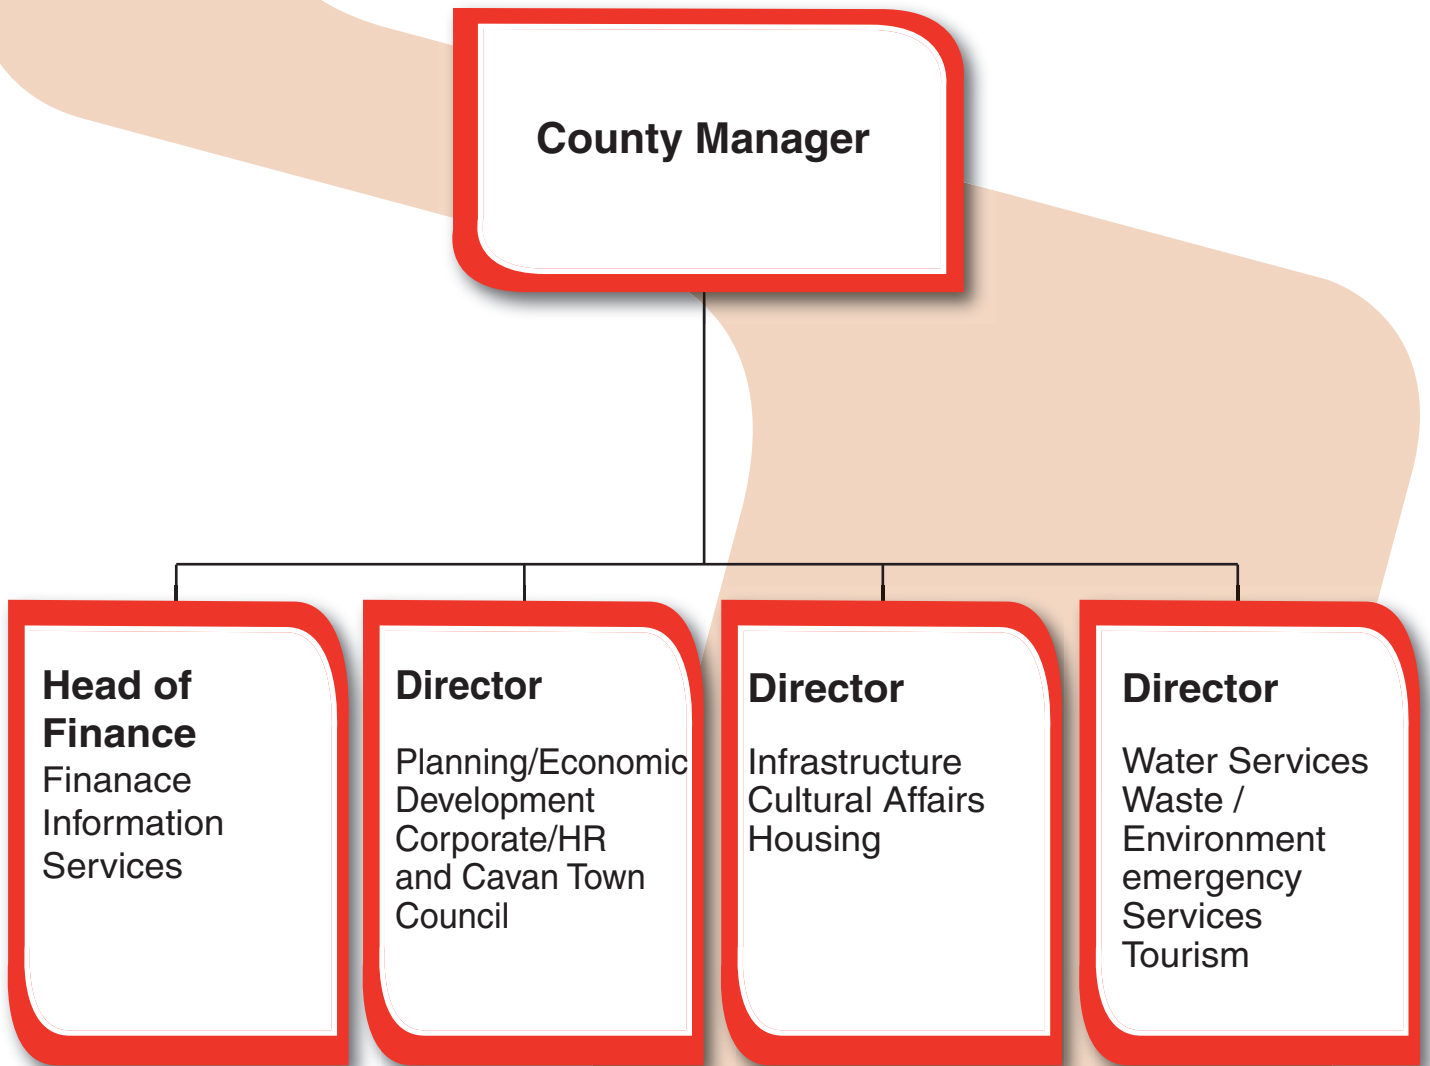 County Manager
Head of
Finance
Finanace
Information
Services
Director
Planning/Economic
Development
Corporate/HR
and Cavan Town
Council
Director
Infrastructure
Cultural Affairs
Housing
Director
Water Services
Waste /
Environment
emergency
Services
Tourism